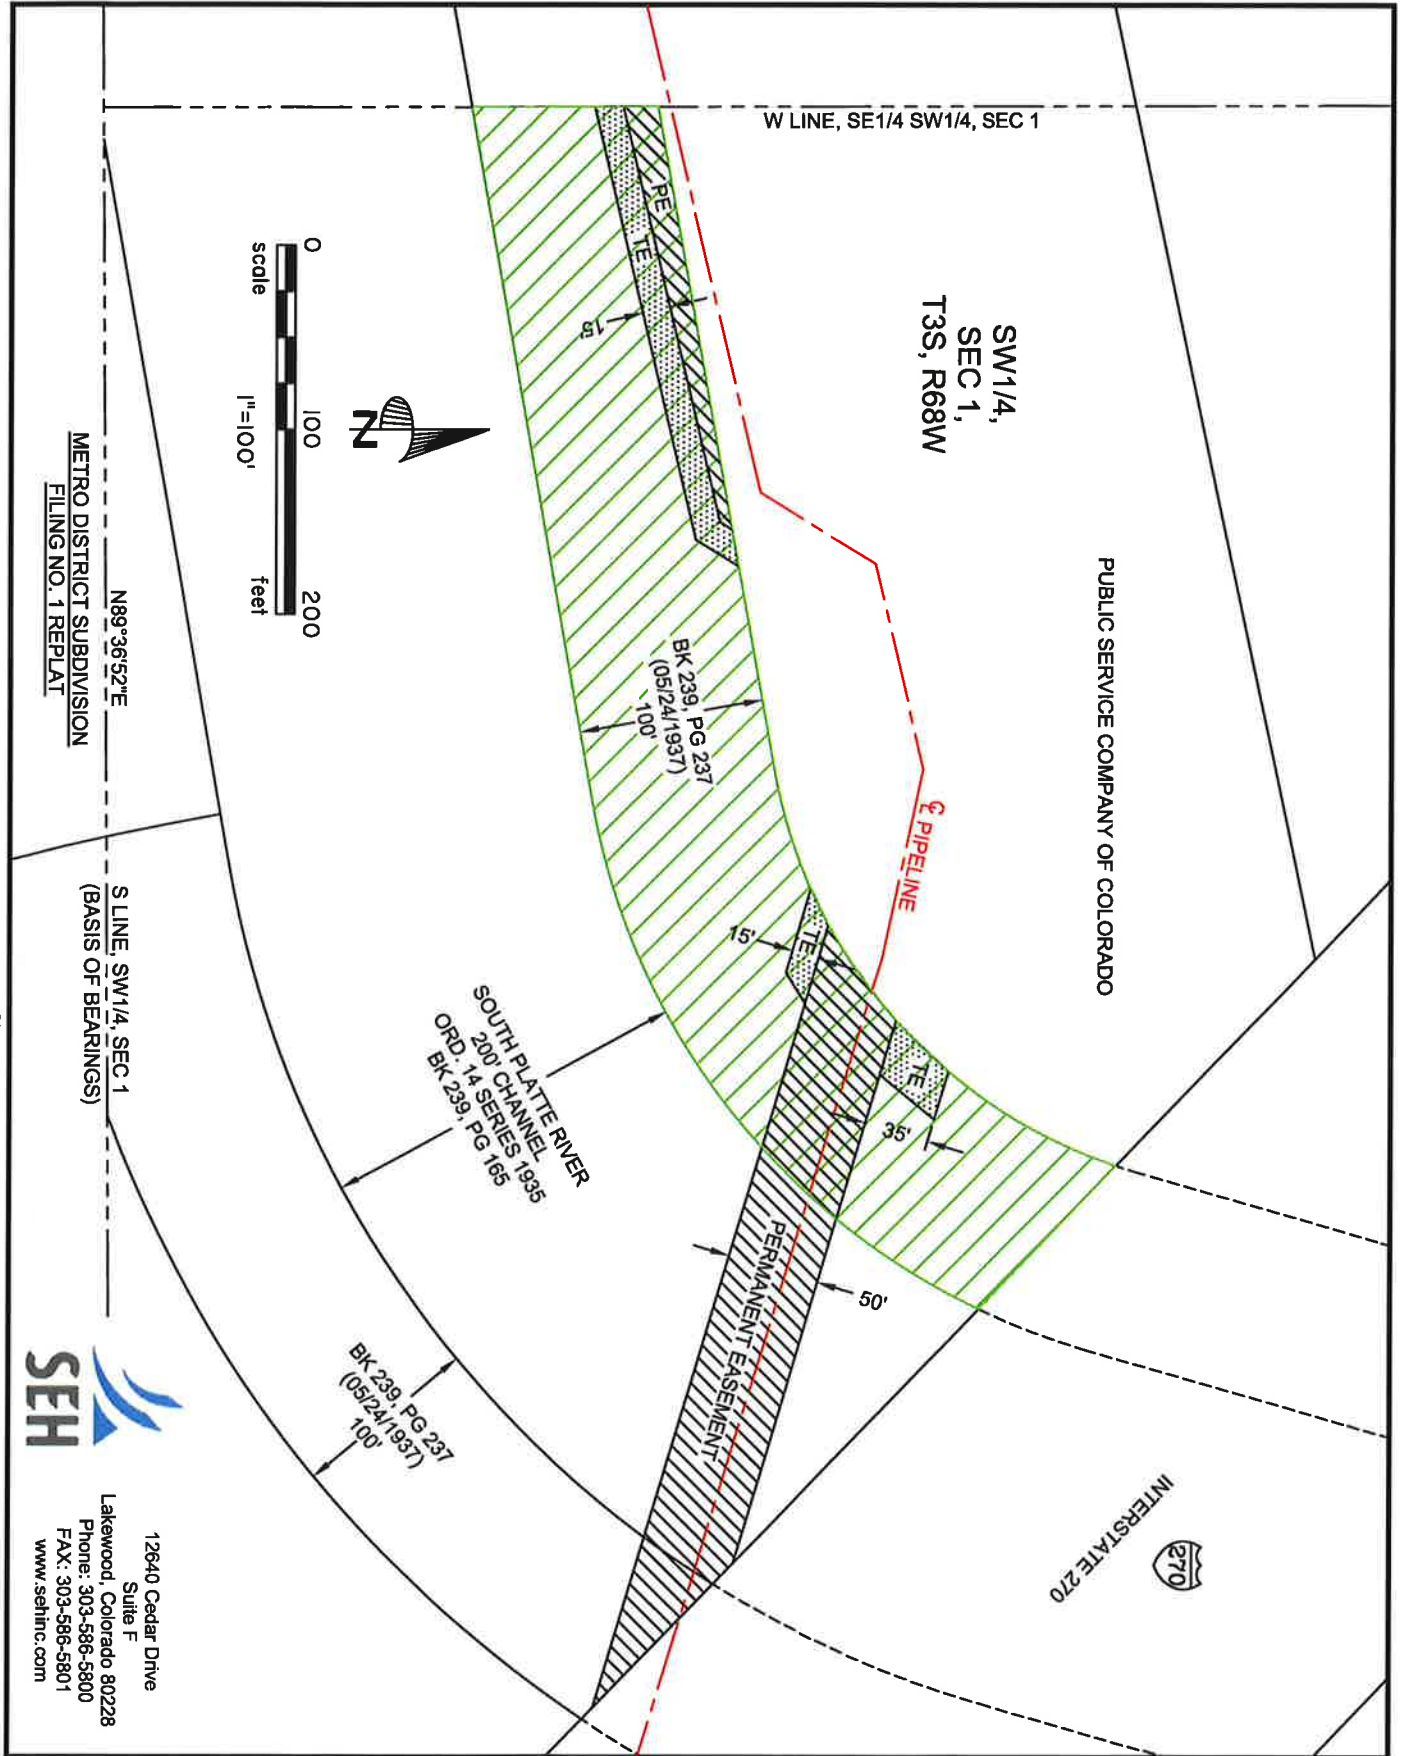 W LINE, SE1/4 SW1/4, SEC 1
SW1/4,
SEC 1,
T3S, R68W
PUBLIC SERVICE COMPANY OF COLORADO
℄ PIPELINE
PE
TE
15'
BK 239, PG 237
(05/24/1937)
100'
TE
15'
TE
35'
50'
PERMANENT EASEMENT
INTERSTATE 270
270
SOUTH PLATTE RIVER
200' CHANNEL
ORD. 14 SERIES 1935
BK 239, PG 165
BK 239, PG 237
(05/24/1937)
100'
N
0 100 200
scale 1"=100' feet
N89°36'52"E
S LINE, SW1/4, SEC 1
(BASIS OF BEARINGS)
METRO DISTRICT SUBDIVISION
FILING NO. 1 REPLAT
SEH
12640 Cedar Drive
Suite F
Lakewood, Colorado 80228
Phone: 303-586-5800
FAX: 303-586-5801
www.sehinc.com